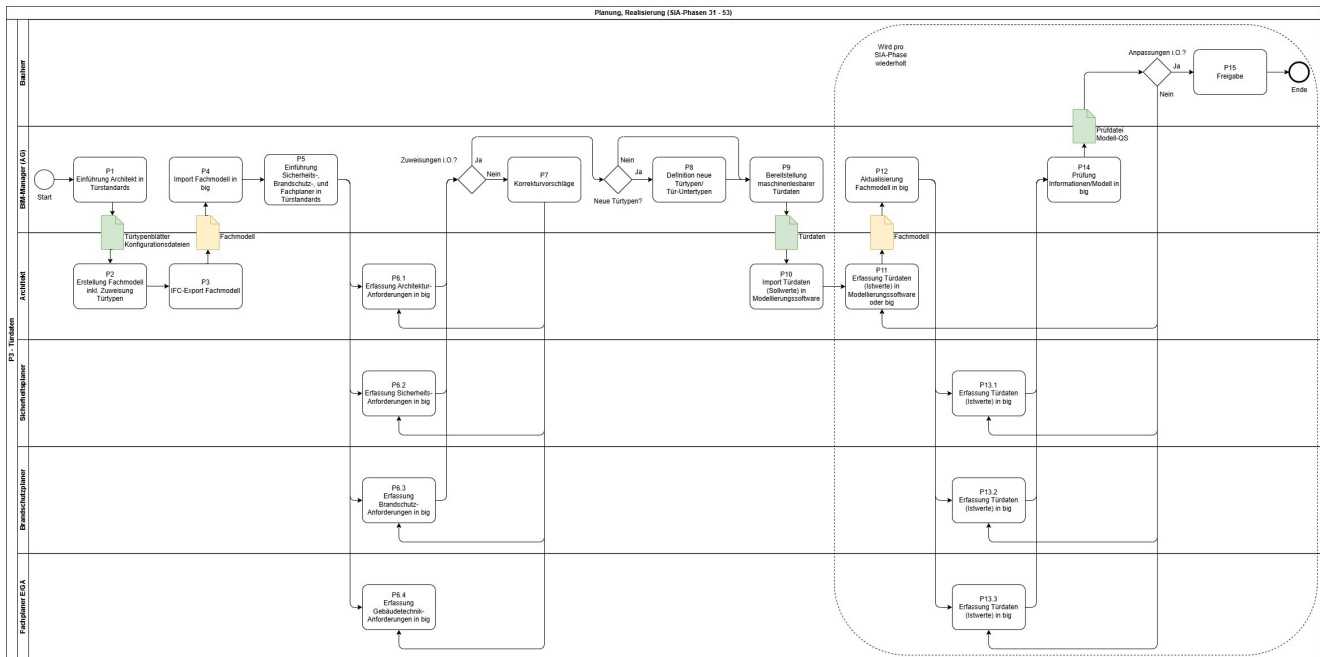 Planung, Realisierung (SIA-Phasen 31 - 53)
P3 - Türdaten
Bauherr
Wird pro
SIA-Phase
wiederholt
Anpassungen i.O.?
Ja
Nein
P15
Freigabe
Ende
Prüfdatei
Modell-QS
BIM-Manager (AG)
Start
P1
Einführung Architekt in
Türstandards
P4
Import Fachmodell in
big
P5
Einführung
Sicherheits-,
Brandschutz-, und
Fachplaner in
Türstandards
Zuweisungen i.O.?
Ja
Nein
P7
Korrekturvorschläge
Nein
Ja
Neue Türtypen?
P8
Definition neue
Türtypen/
Tür-Untertypen
P9
Bereitstellung
maschinenlesbarer
Türdaten
P12
Aktualisierung
Fachmodell in big
P14
Prüfung
Informationen/Modell in
big
Türtypenblätter
Konfigurationsdateien
Fachmodell
Türdaten
Fachmodell
Architekt
P2
Erstellung Fachmodell
inkl. Zuweisung
Türtypen
P3
IFC-Export Fachmodell
P6.1
Erfassung Architektur-
Anforderungen in big
P10
Import Türdaten
(Sollwerte) in
Modellierungssoftware
P11
Erfassung Türdaten
(Istwerte) in
Modellierungssoftware
oder big
Sicherheitsplaner
P6.2
Erfassung Sicherheits-
Anforderungen in big
P13.1
Erfassung Türdaten
(Istwerte) in big
Brandschutzplaner
P6.3
Erfassung
Brandschutz-
Anforderungen in big
P13.2
Erfassung Türdaten
(Istwerte) in big
Fachplaner E/GA
P6.4
Erfassung
Gebäudetechnik-
Anforderungen in big
P13.3
Erfassung Türdaten
(Istwerte) in big